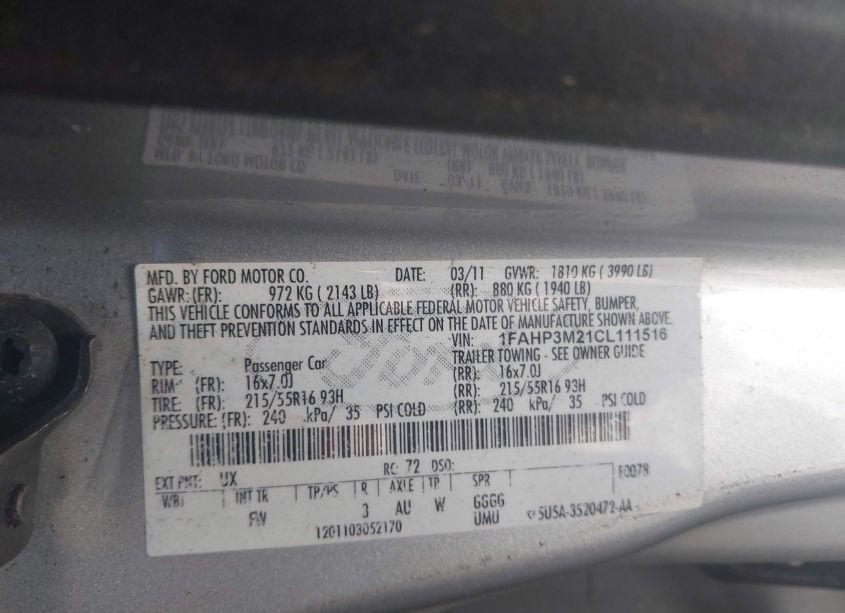 MFD. BY FORD MOTOR CO. DATE: 03/11 GVWR: 1810 KG ( 3990 LB)
GAWR: (FR): 972 KG ( 2143 LB) (RR): 880 KG ( 1940 LB)
THIS VEHICLE CONFORMS TO ALL APPLICABLE FEDERAL MOTOR VEHICLE SAFETY, BUMPER,
AND THEFT PREVENTION STANDARDS IN EFFECT ON THE DATE OF MANUFACTURE SHOWN ABOVE.
VIN: 1FAHP3M21CL111516
TYPE: Passenger Car TRAILER TOWING - SEE OWNER GUIDE
RIM: (FR): 16x7.0J (RR): 16x7.0J
TIRE: (FR): 215/55R16 93H (RR): 215/55R16 93H
PRESSURE: (FR): 240 kPa/ 35 PSI COLD (RR): 240 kPa/ 35 PSI COLD
EXT PNT: UX RC: 72 DSO: F0078
WB INT TR TP/PS R AXLE TP SPR
FW 3 AU W GGGG
1201103052170 UMU 5U5A-3520472-AA